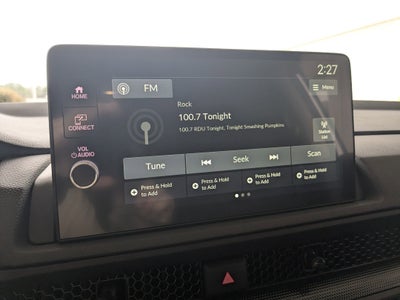 2:27
FM
Menu
HOME
Rock
100.7 Tonight
CONNECT
100.7 RDU Tonight, Tonight Smashing Pumpkins
Station
List
VOL
AUDIO
Tune
Seek
Scan
Press & Hold
to Add
Press & Hold
to Add
Press & Hold
to Add
Press & Hold
to Add